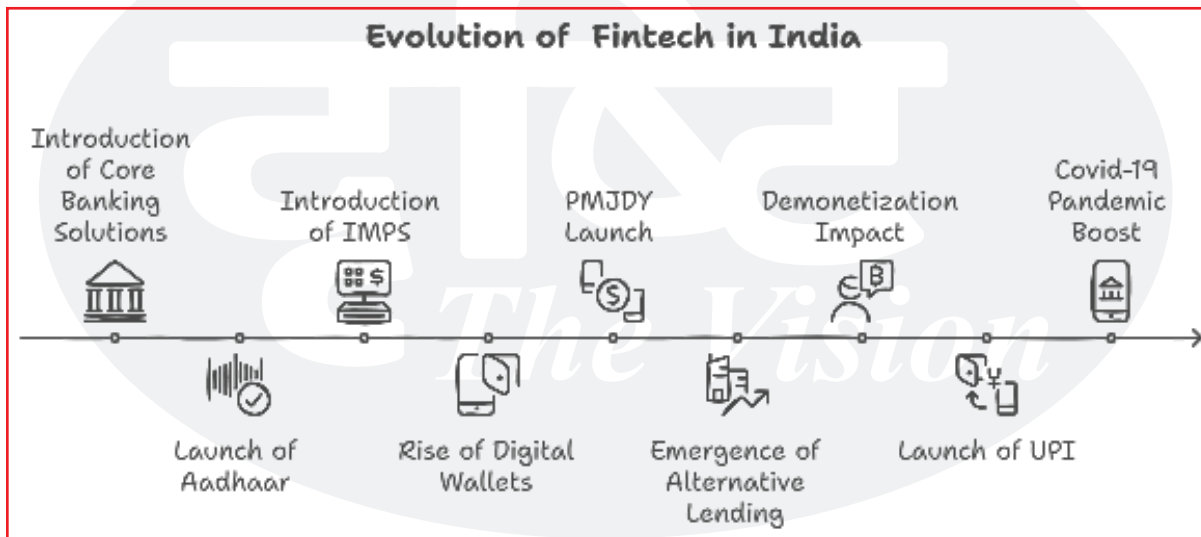 Evolution of Fintech in India
Introduction
of Core
Banking
Solutions
Launch of
Aadhaar
Introduction
of IMPS
Rise of Digital
Wallets
PMJDY
Launch
Emergence of
Alternative
Lending
Demonetization
Impact
Launch of UPI
Covid-19
Pandemic
Boost
दृष्टि
The Vision